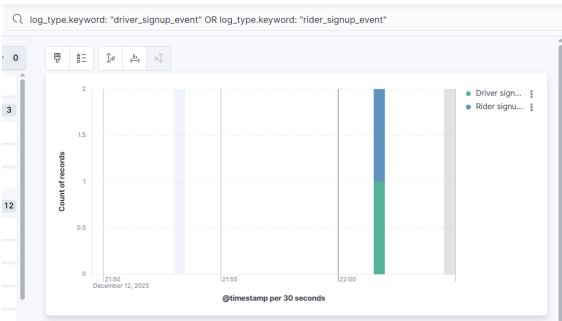 log_type.keyword: "driver_signup_event" OR log_type.keyword: "rider_signup_event"
0
3
12
2
1.5
1
0.5
0
Count of records
21:50
21:55
22:00
December 12, 2025
@timestamp per 30 seconds
Driver sign...
Rider signu...